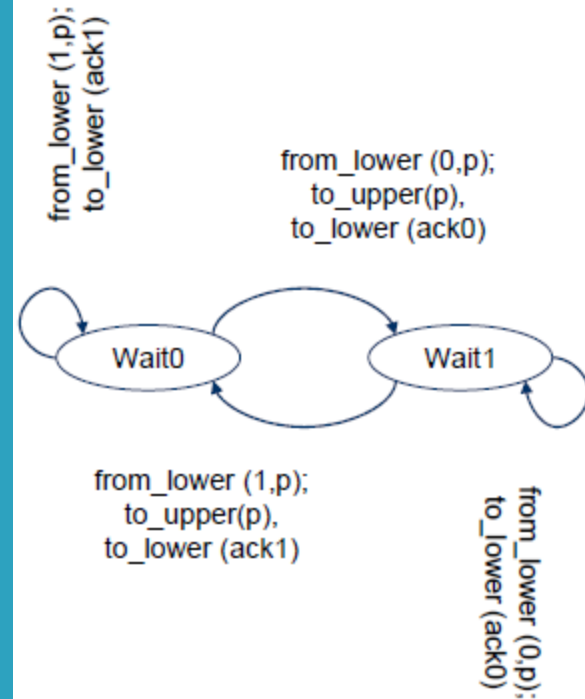 from_lower (1,p);
to_lower (ack1)
from_lower (0,p);
to_upper(p),
to_lower (ack0)
Wait0
Wait1
from_lower (1,p);
to_upper(p),
to_lower (ack1)
from_lower (0,p);
to_lower (ack0)